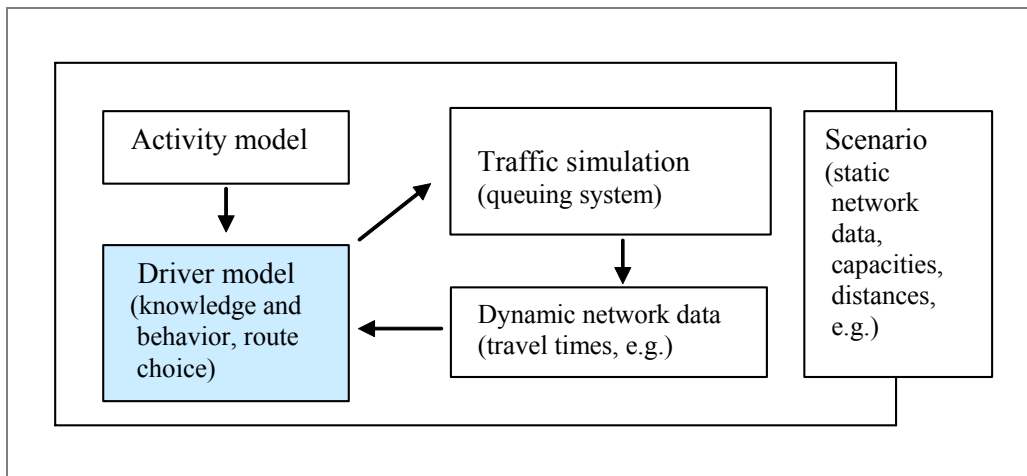 Activity model
Traffic simulation
(queuing system)
Scenario
(static
network
data,
capacities,
distances,
e.g.)
Driver model
(knowledge and
behavior, route
choice)
Dynamic network data
(travel times, e.g.)